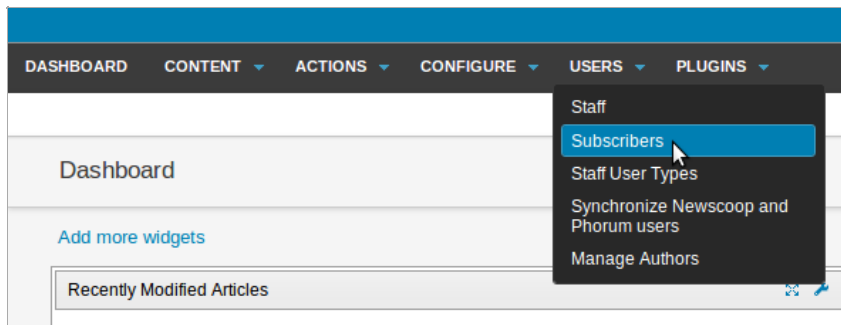 DASHBOARD CONTENT ACTIONS CONFIGURE USERS PLUGINS
Staff
Subscribers
Staff User Types
Synchronize Newscoop and
Phorum users
Manage Authors
Dashboard
Add more widgets
Recently Modified Articles